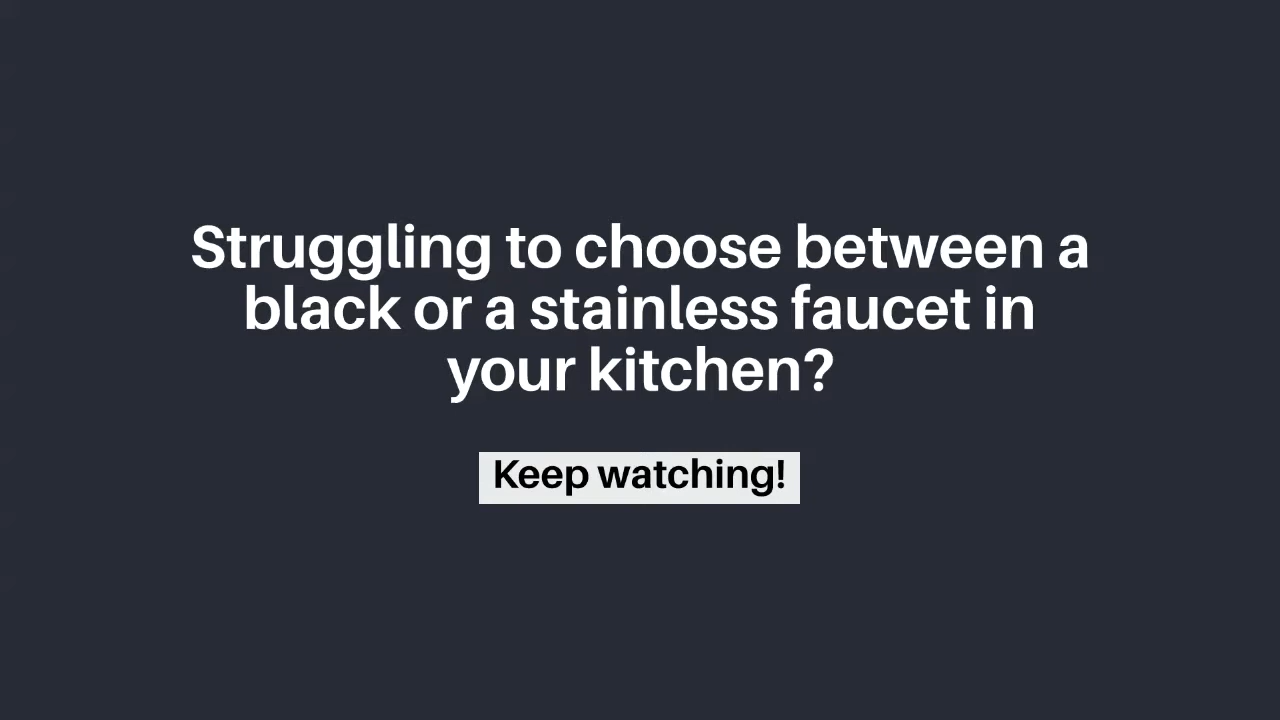 Struggling to choose between a
black or a stainless faucet in
your kitchen?
Keep watching!